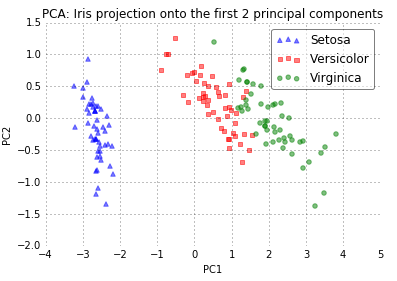 PCA: Iris projection onto the first 2 principal components
1.5
1.0
0.5
0.0
−0.5
−1.0
−1.5
−2.0
PC2
Setosa
Versicolor
Virginica
−4 −3 −2 −1 0 1 2 3 4 5
PC1